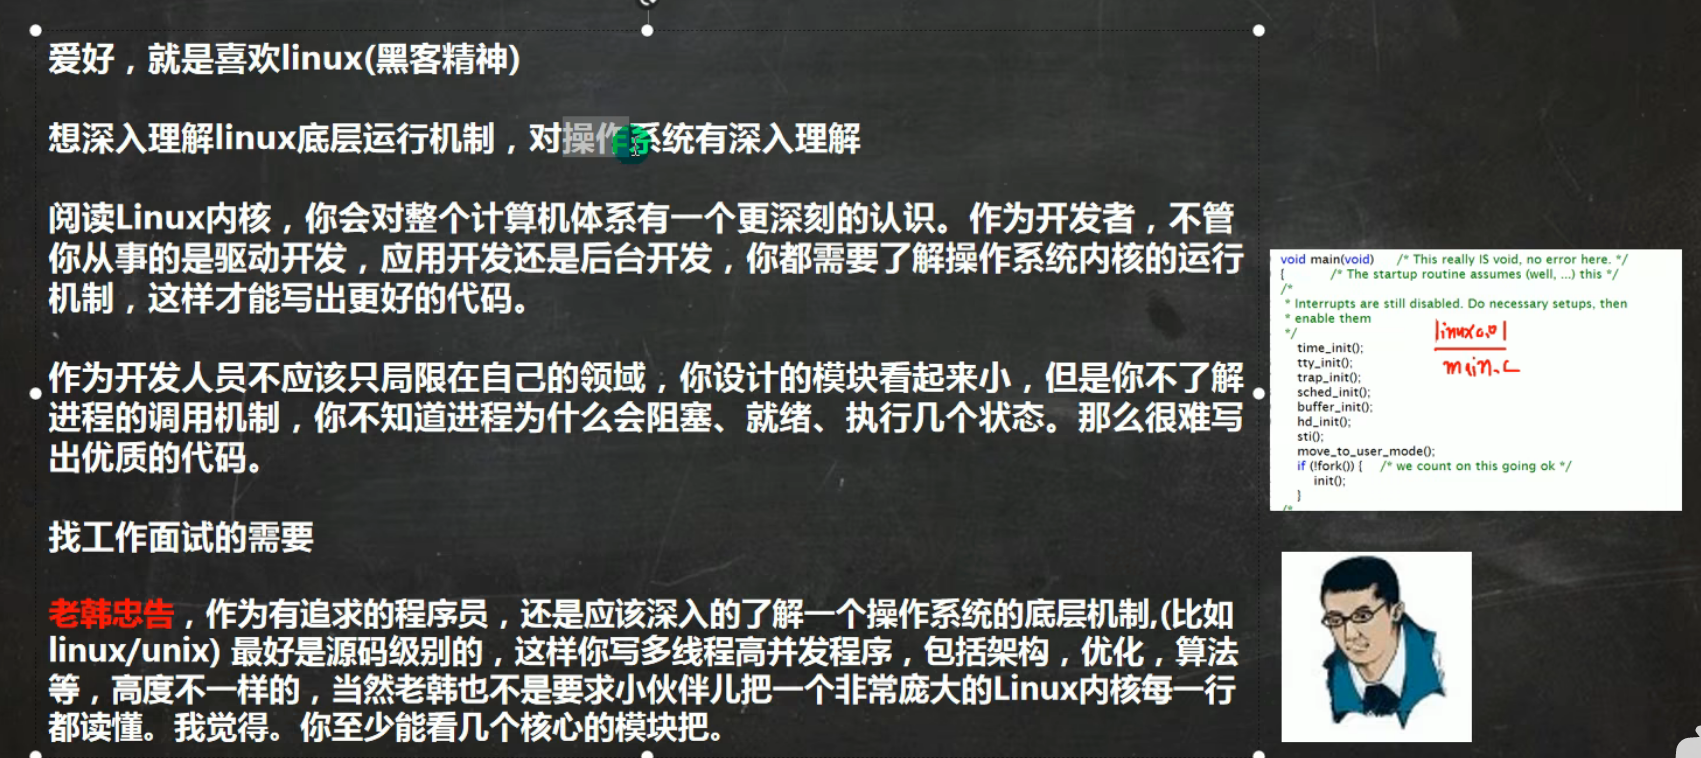 爱好，就是喜欢linux(黑客精神)
想深入理解linux底层运行机制，对操作系统有深入理解
阅读Linux内核，你会对整个计算机体系有一个更深刻的认识。作为开发者，不管
你从事的是驱动开发，应用开发还是后台开发，你都需要了解操作系统内核的运行
机制，这样才能写出更好的代码。
作为开发人员不应该只局限在自己的领域，你设计的模块看起来小，但是你不了解
进程的调用机制，你不知道进程为什么会阻塞、就绪、执行几个状态。那么很难写
出优质的代码。
找工作面试的需要
老韩忠告，作为有追求的程序员，还是应该深入的了解一个操作系统的底层机制,(比如
linux/unix) 最好是源码级别的，这样你写多线程高并发程序，包括架构，优化，算法
等，高度不一样的，当然老韩也不是要求小伙伴儿把一个非常庞大的Linux内核每一行
都读懂。我觉得。你至少能看几个核心的模块把。
void main(void) /* This really IS void, no error here. */
{ /* The startup routine assumes (well, ...) this */
/*
* Interrupts are still disabled. Do necessary setups, then
* enable them
*/
time_init();
tty_init();
trap_init();
sched_init();
buffer_init();
hd_init();
sti();
move_to_user_mode();
if (!fork()) { /* we count on this going ok */
init();
}
/*
linux0.01
main.c